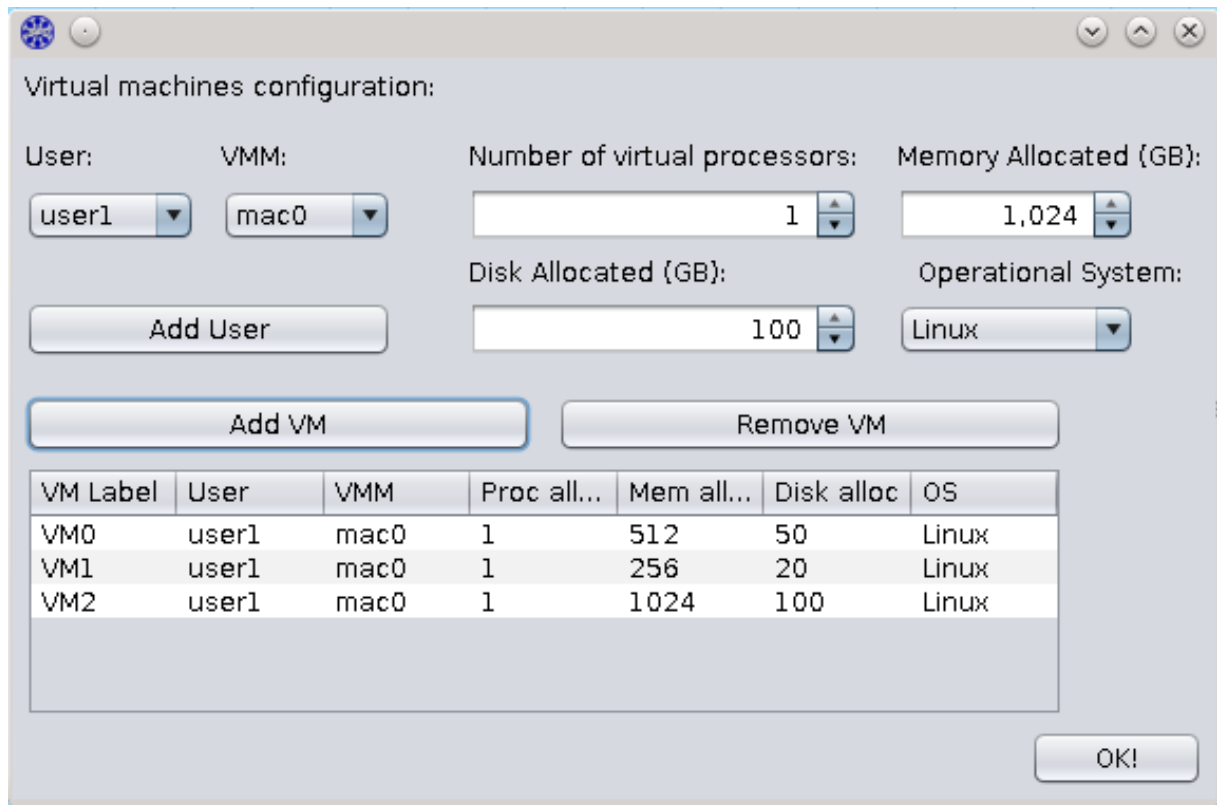 Virtual machines configuration:
User: VMM: Number of virtual processors: Memory Allocated (GB):
user1 mac0 1 1,024
Disk Allocated (GB): Operational System:
Add User 100 Linux
Add VM Remove VM
VM Label User VMM Proc all... Mem all... Disk alloc OS
VM0 user1 mac0 1 512 50 Linux
VM1 user1 mac0 1 256 20 Linux
VM2 user1 mac0 1 1024 100 Linux
OK!